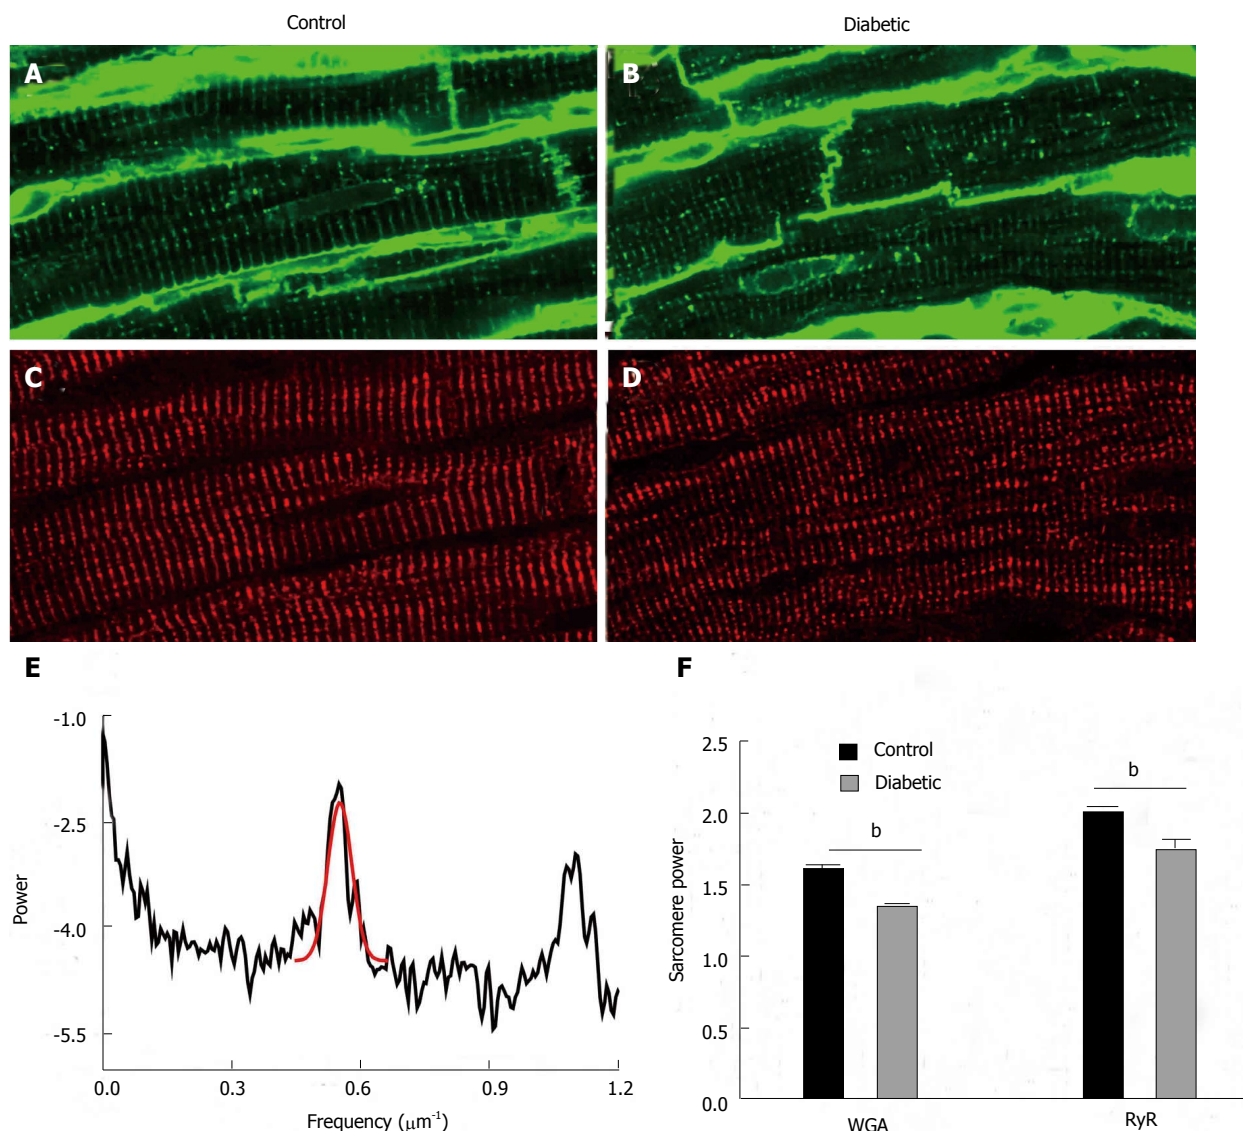 Control
Diabetic
A
B
C
D
E
-1.0
-2.5
-4.0
-5.5
Power
0.0
0.3
0.6
0.9
1.2
Frequency (μm⁻¹)
F
2.5
2.0
1.5
1.0
0.5
0.0
Sarcomere power
Control
Diabetic
b
b
WGA
RyR